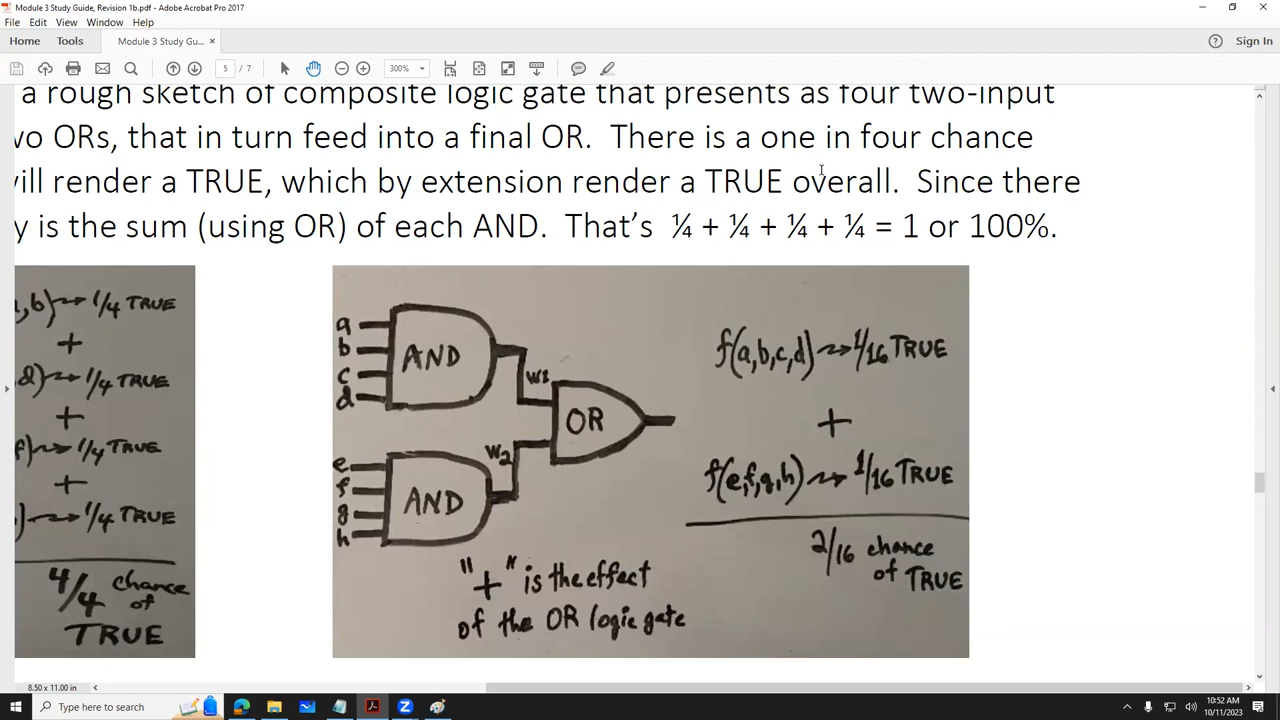 Module 3 Study Guide, Revision 1b.pdf - Adobe Acrobat Pro 2017
File Edit View Window Help
Home Tools Module 3 Study Gu... × Sign In
5 / 7 300%
a rough sketch of composite logic gate that presents as four two-input
wo ORs, that in turn feed into a final OR. There is a one in four chance
vill render a TRUE, which by extension render a TRUE overall. Since there
y is the sum (using OR) of each AND. That's ¼ + ¼ + ¼ + ¼ = 1 or 100%.
,b) 1/4 TRUE
+
d) 1/4 TRUE
+
f) 1/4 TRUE
+
) 1/4 TRUE
4/4 chance
of
TRUE
a
b
c
d
AND
W1
OR
W2
e
f
g
h
AND
"+" is the effect
of the OR logic gate
f(a,b,c,d) 1/16 TRUE
+
f(e,f,g,h) 1/16 TRUE
2/16 chance
of TRUE
8.50 x 11.00 in
Type here to search
10:52 AM
10/11/2023